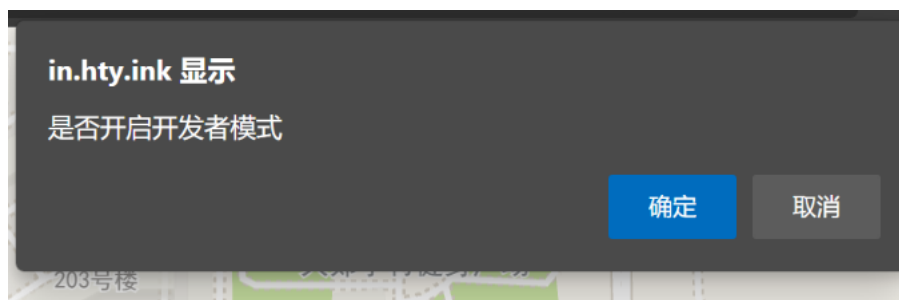 in.hty.ink 显示
是否开启开发者模式
确定
取消
203号楼